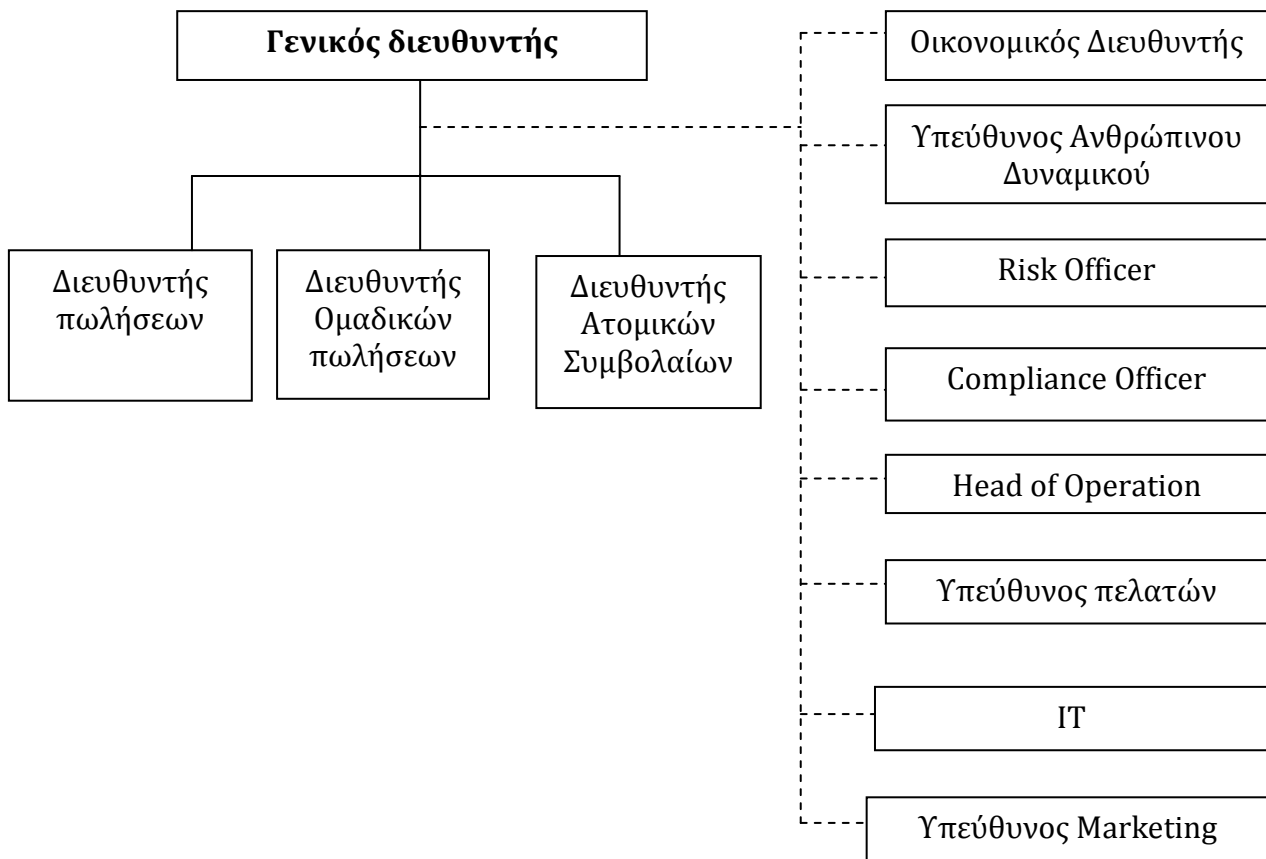 Γενικός διευθυντής
Οικονομικός Διευθυντής
Υπεύθυνος Ανθρώπινου
Δυναμικού
Διευθυντής
πωλήσεων
Διευθυντής
Ομαδικών
πωλήσεων
Διευθυντής
Ατομικών
Συμβολαίων
Risk Officer
Compliance Officer
Head of Operation
Υπεύθυνος πελατών
IT
Υπεύθυνος Marketing